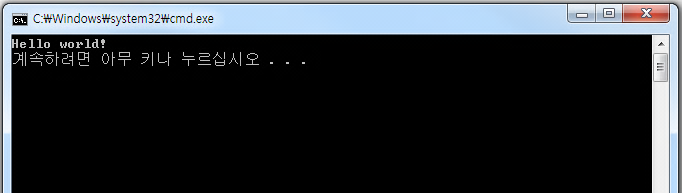 C:₩Windows₩system32₩cmd.exe
Hello world!
계속하려면 아무 키나 누르십시오 . . .